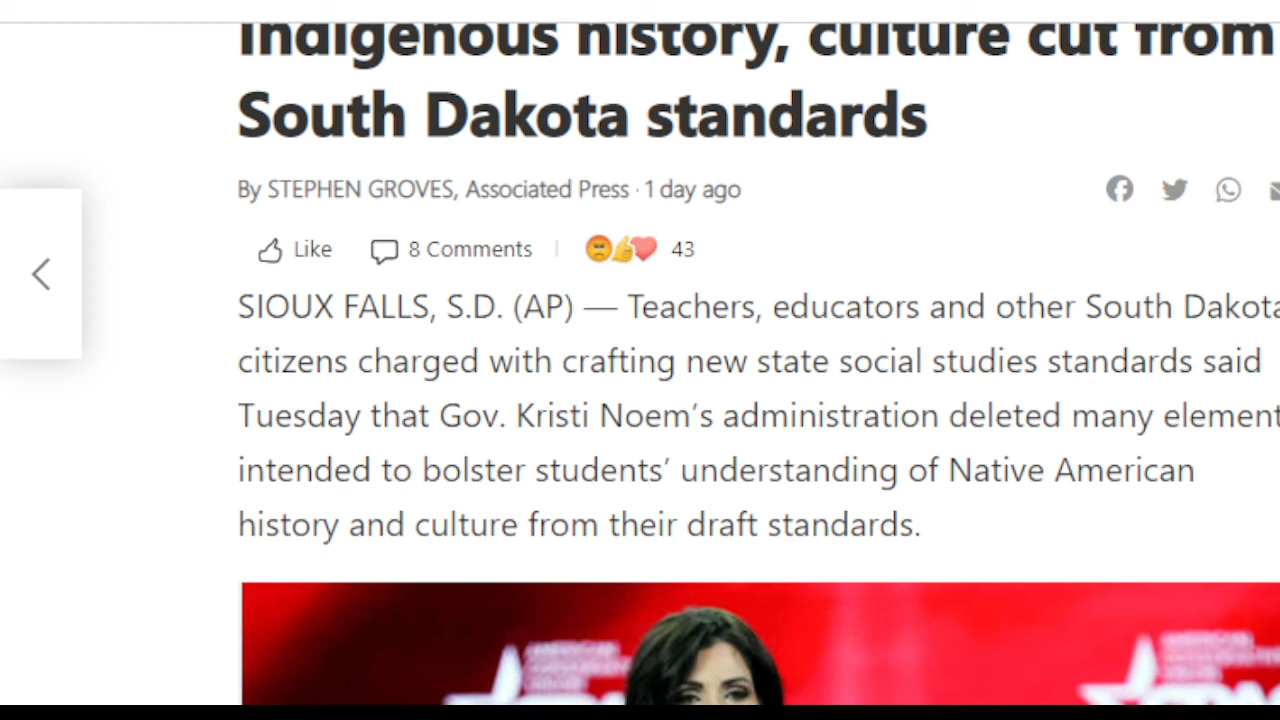 Indigenous history, culture cut from
South Dakota standards
By STEPHEN GROVES, Associated Press · 1 day ago
Like 8 Comments 43
SIOUX FALLS, S.D. (AP) — Teachers, educators and other South Dakota
citizens charged with crafting new state social studies standards said
Tuesday that Gov. Kristi Noem’s administration deleted many element
intended to bolster students’ understanding of Native American
history and culture from their draft standards.
AMERICAN